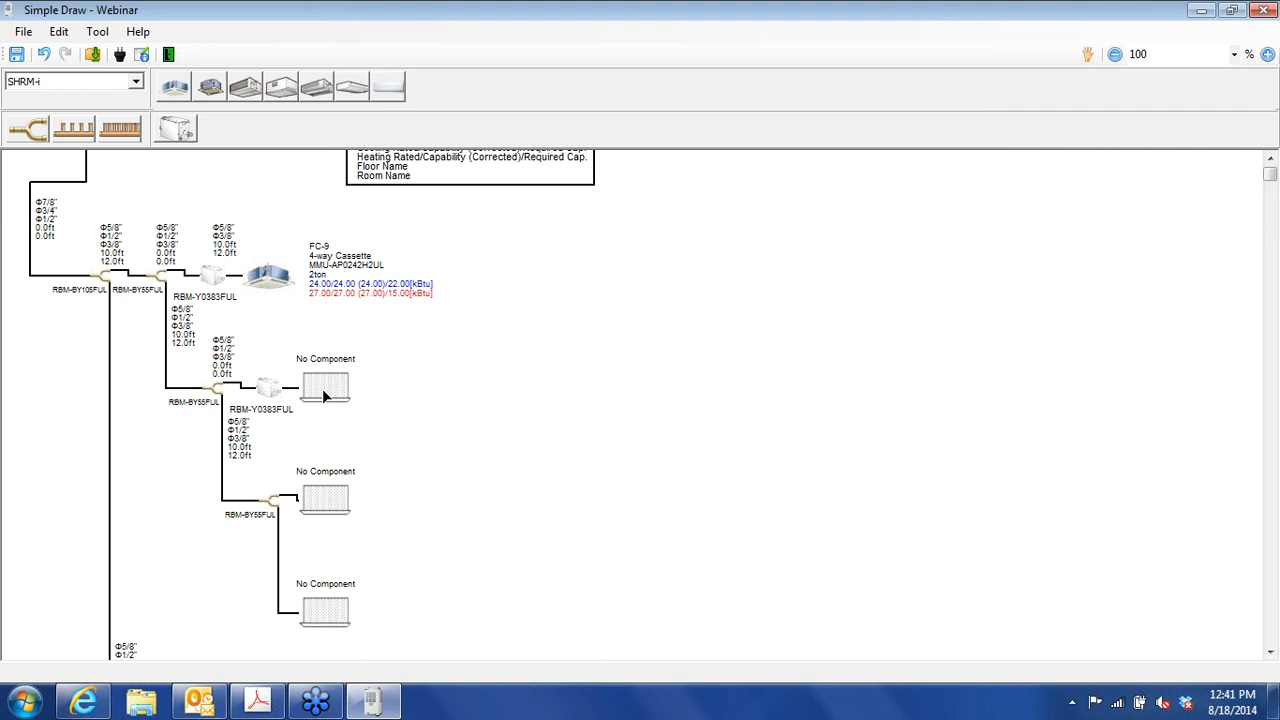 Simple Draw - Webinar
File Edit Tool Help
100 %
SHRM-i
Heating Rated/Capability (Corrected)/Required Cap.
Floor Name
Room Name
Φ7/8"
Φ3/4"
Φ1/2"
0.0ft
0.0ft
Φ5/8"
Φ1/2"
Φ3/8"
10.0ft
12.0ft
Φ5/8"
Φ1/2"
Φ3/8"
0.0ft
0.0ft
Φ5/8"
Φ3/8"
10.0ft
12.0ft
FC-9
4-way Cassette
MMU-AP0242H2UL
2ton
24.00/24.00 (24.00)/22.00[kBtu]
27.00/27.00 (27.00)/15.00[kBtu]
RBM-BY105FUL RBM-BY55FUL RBM-Y0383FUL
Φ5/8"
Φ1/2"
Φ3/8"
10.0ft
12.0ft
Φ5/8"
Φ1/2"
Φ3/8"
0.0ft
0.0ft
No Component
RBM-BY55FUL RBM-Y0383FUL
Φ5/8"
Φ1/2"
Φ3/8"
10.0ft
12.0ft
No Component
RBM-BY55FUL
No Component
Φ5/8"
Φ1/2"
12:41 PM
8/18/2014